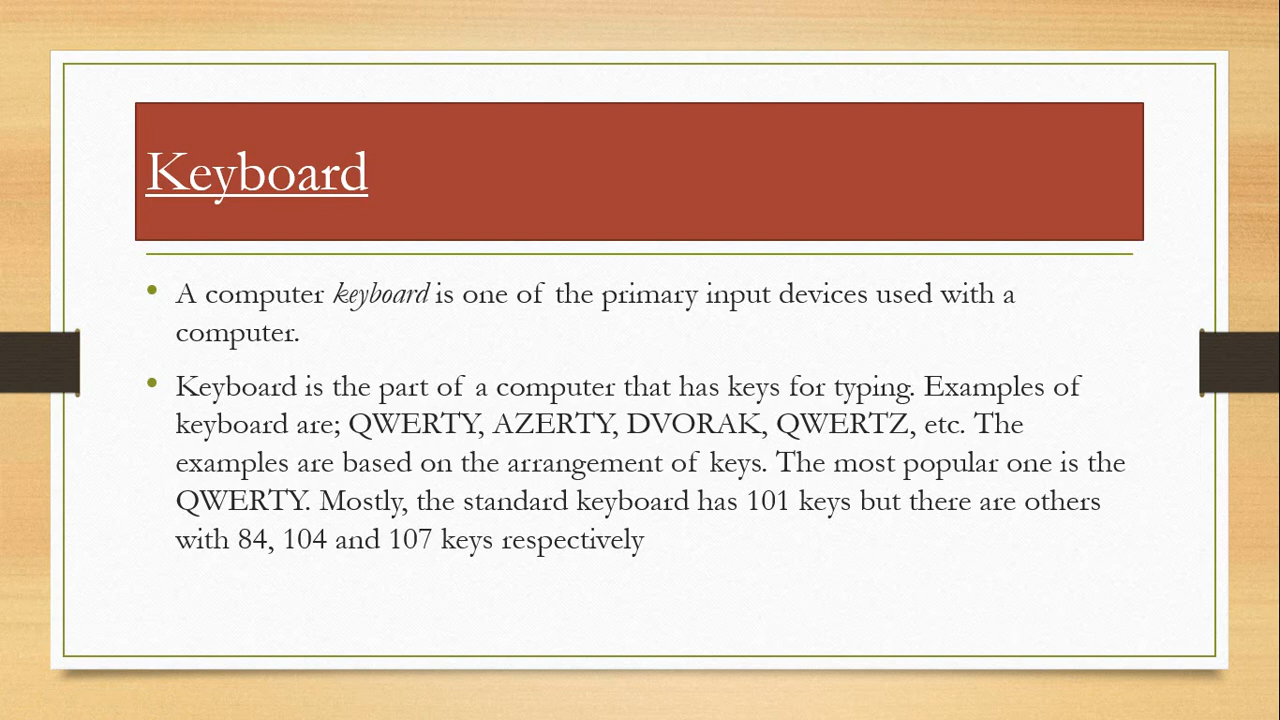 Keyboard
A computer keyboard is one of the primary input devices used with a
computer.
Keyboard is the part of a computer that has keys for typing. Examples of
keyboard are; QWERTY, AZERTY, DVORAK, QWERTZ, etc. The
examples are based on the arrangement of keys. The most popular one is the
QWERTY. Mostly, the standard keyboard has 101 keys but there are others
with 84, 104 and 107 keys respectively